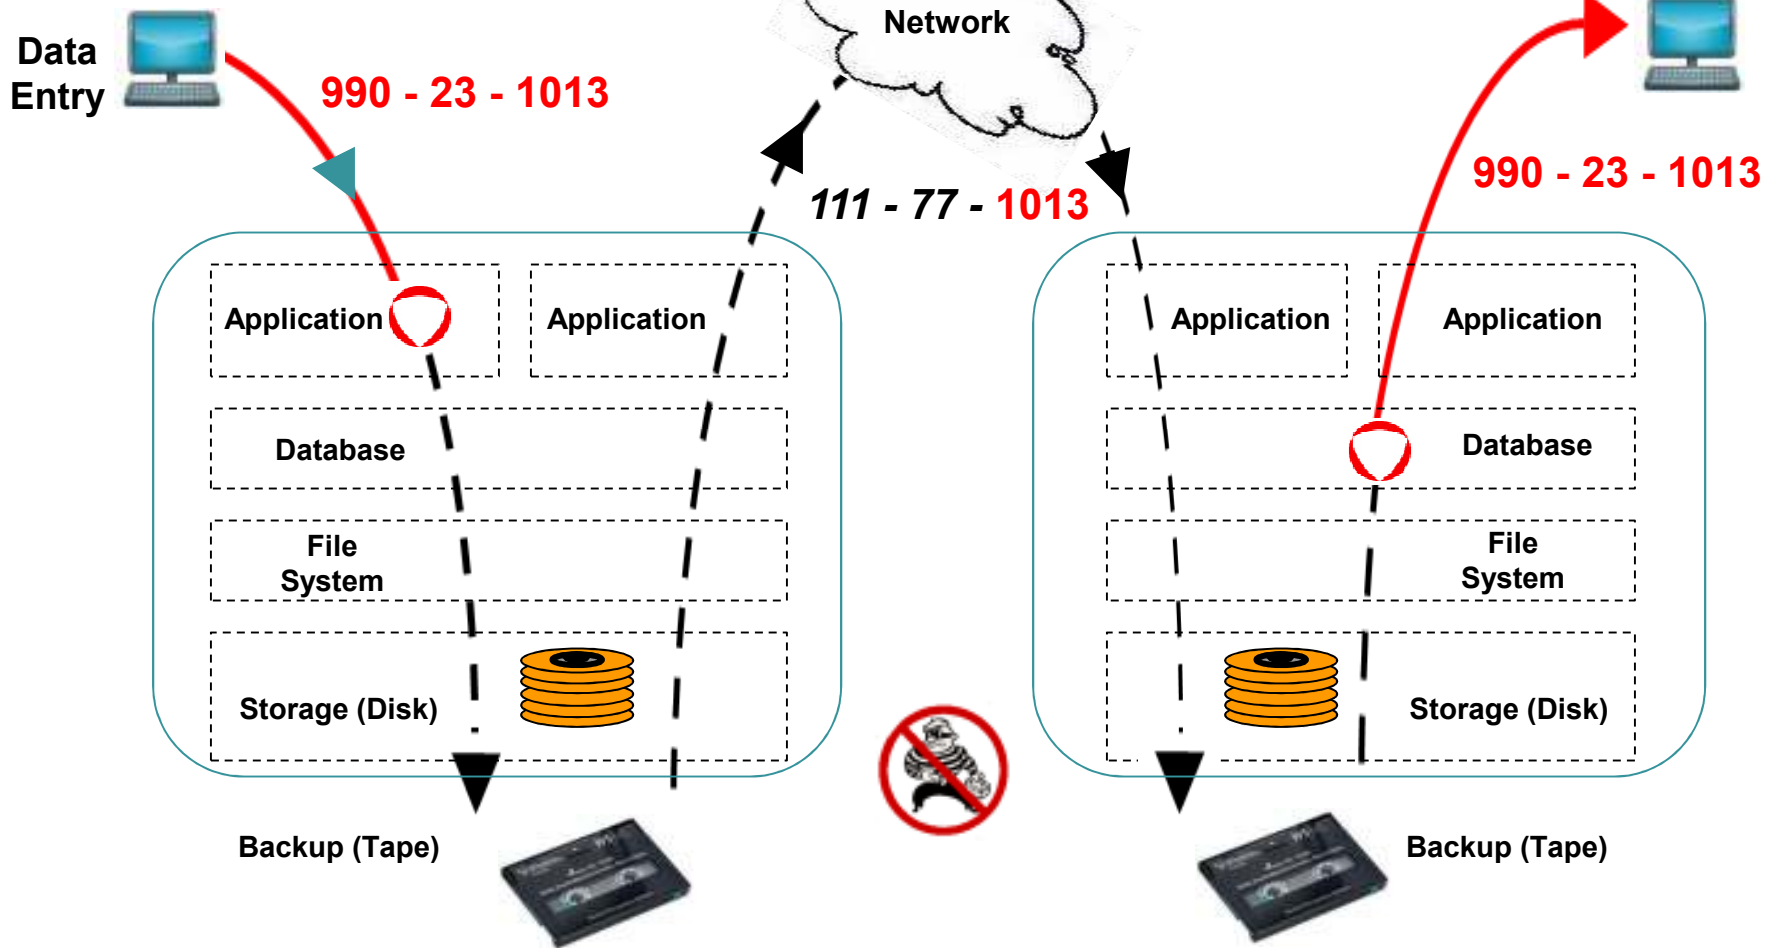 Network
Data
Entry
990 - 23 - 1013
990 - 23 - 1013
111 - 77 - 1013
Application
Application
Application
Application
Database
Database
File
System
File
System
Storage (Disk)
Storage (Disk)
Backup (Tape)
Backup (Tape)